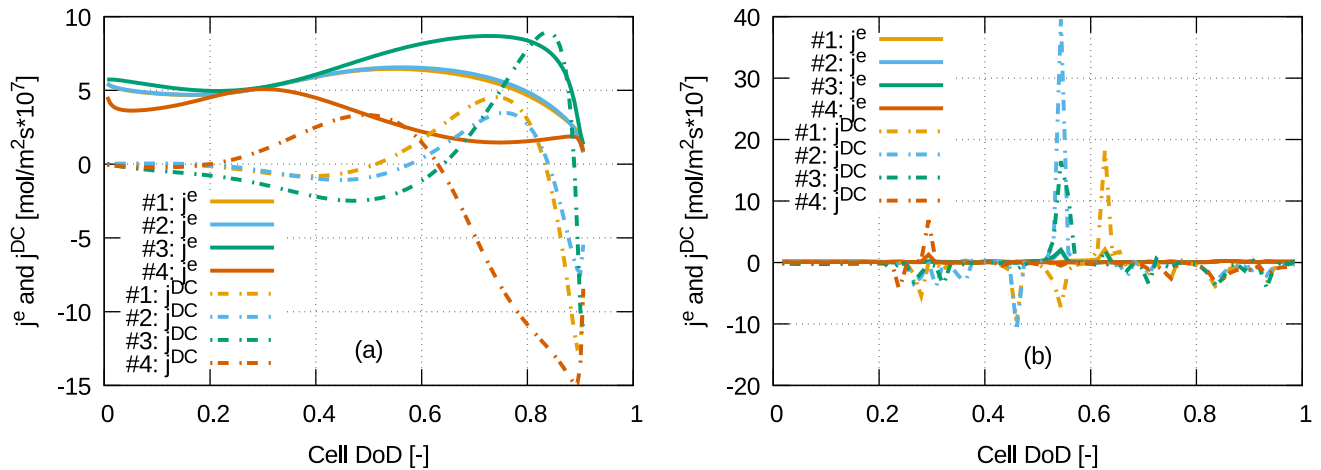 j^e and j^DC [mol/m^2s*10^7]
10
5
0
-5
-10
-15
#1: j^e
#2: j^e
#3: j^e
#4: j^e
#1: j^DC
#2: j^DC
#3: j^DC
#4: j^DC
(a)
0 0.2 0.4 0.6 0.8 1
Cell DoD [-]
j^e and j^DC [mol/m^2s*10^7]
40
30
20
10
0
-10
-20
#1: j^e
#2: j^e
#3: j^e
#4: j^e
#1: j^DC
#2: j^DC
#3: j^DC
#4: j^DC
(b)
0 0.2 0.4 0.6 0.8 1
Cell DoD [-]